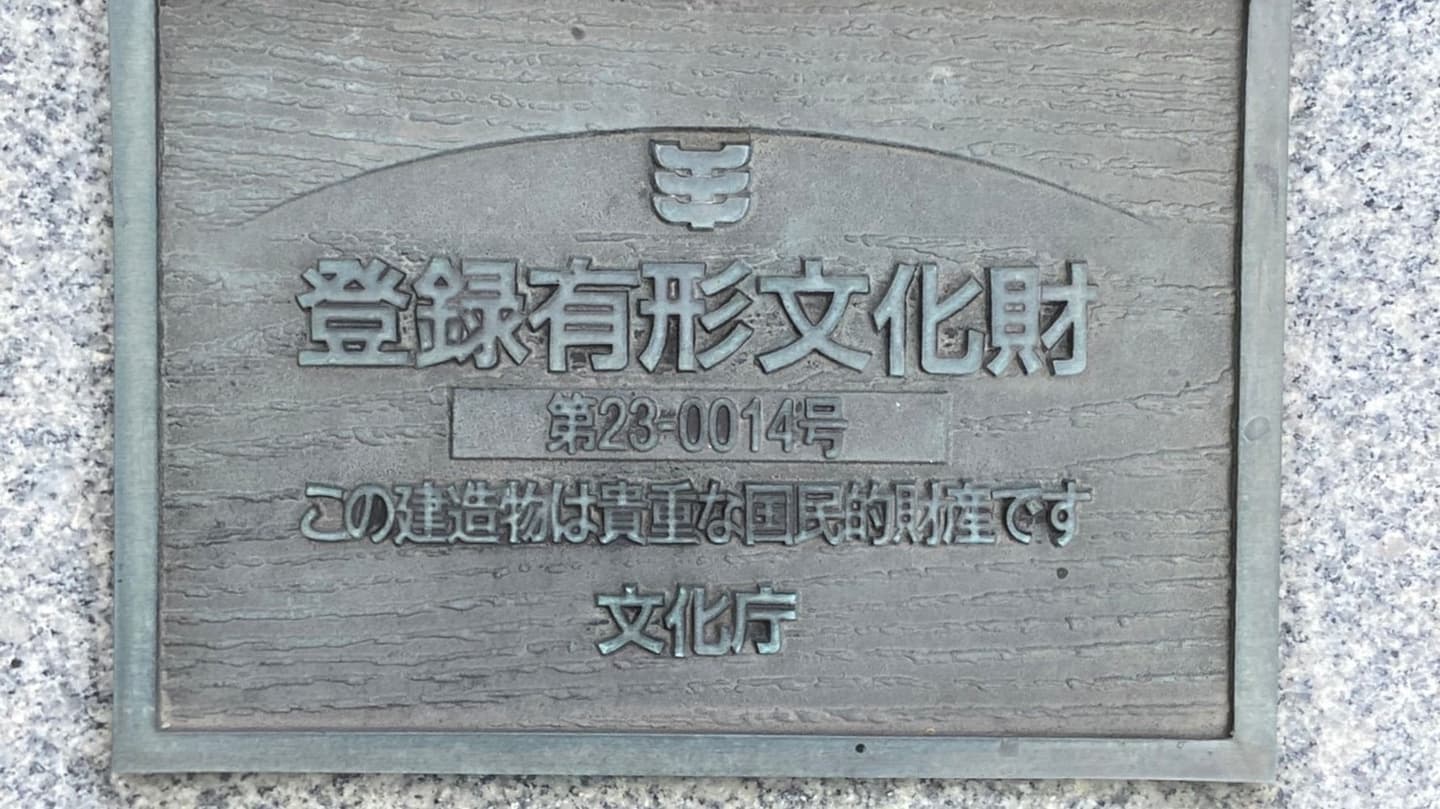 登録有形文化財
第23-0014号
この建造物は貴重な国民的財産です
文化庁